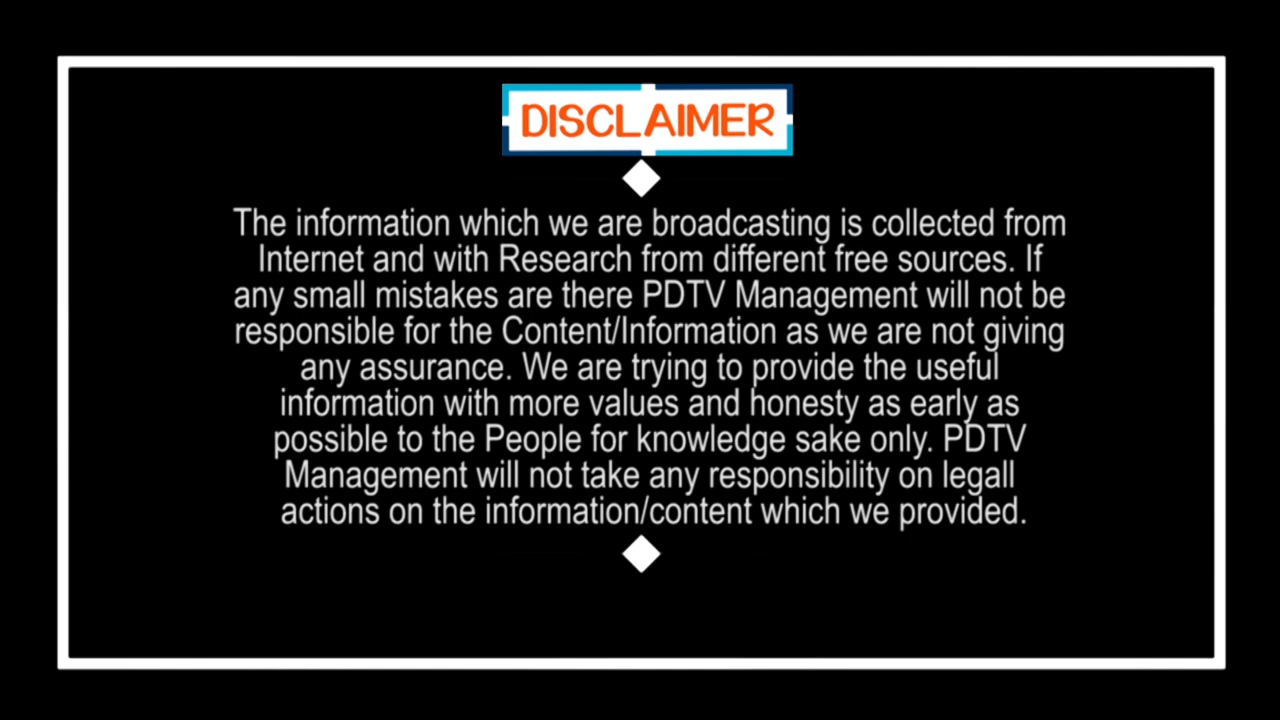 DISCLAIMER
The information which we are broadcasting is collected from
Internet and with Research from different free sources. If
any small mistakes are there PDTV Management will not be
responsible for the Content/Information as we are not giving
any assurance. We are trying to provide the useful
information with more values and honesty as early as
possible to the People for knowledge sake only. PDTV
Management will not take any responsibility on legall
actions on the information/content which we provided.